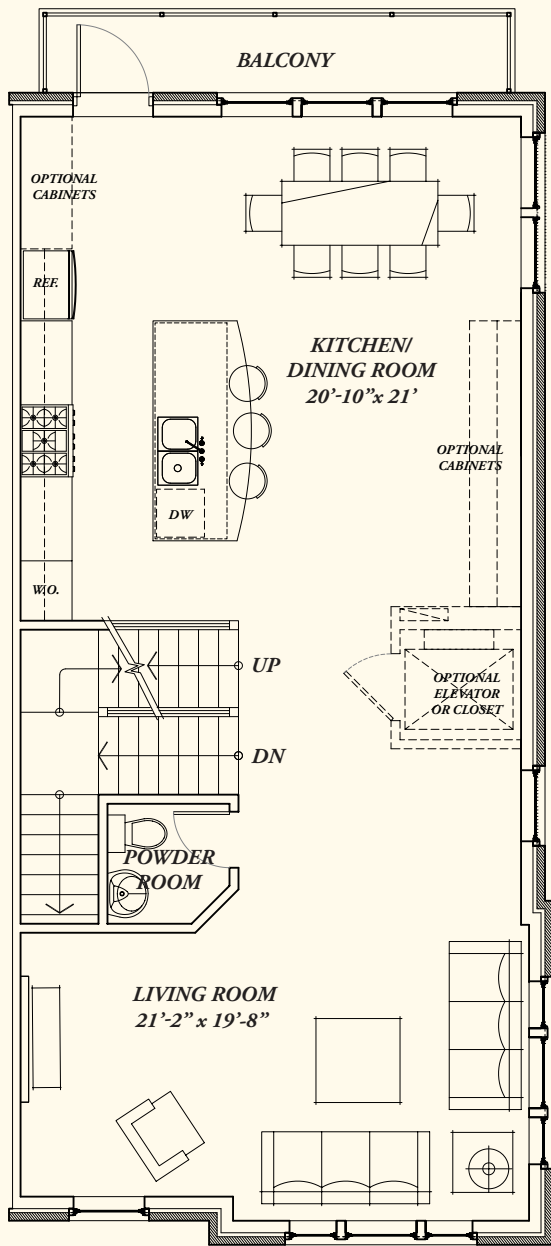 BALCONY
OPTIONAL
CABINETS
REF.
KITCHEN/
DINING ROOM
20'-10" x 21'
OPTIONAL
CABINETS
DW
W.O.
UP
OPTIONAL
ELEVATOR
OR CLOSET
DN
POWDER
ROOM
LIVING ROOM
21'-2" x 19'-8"